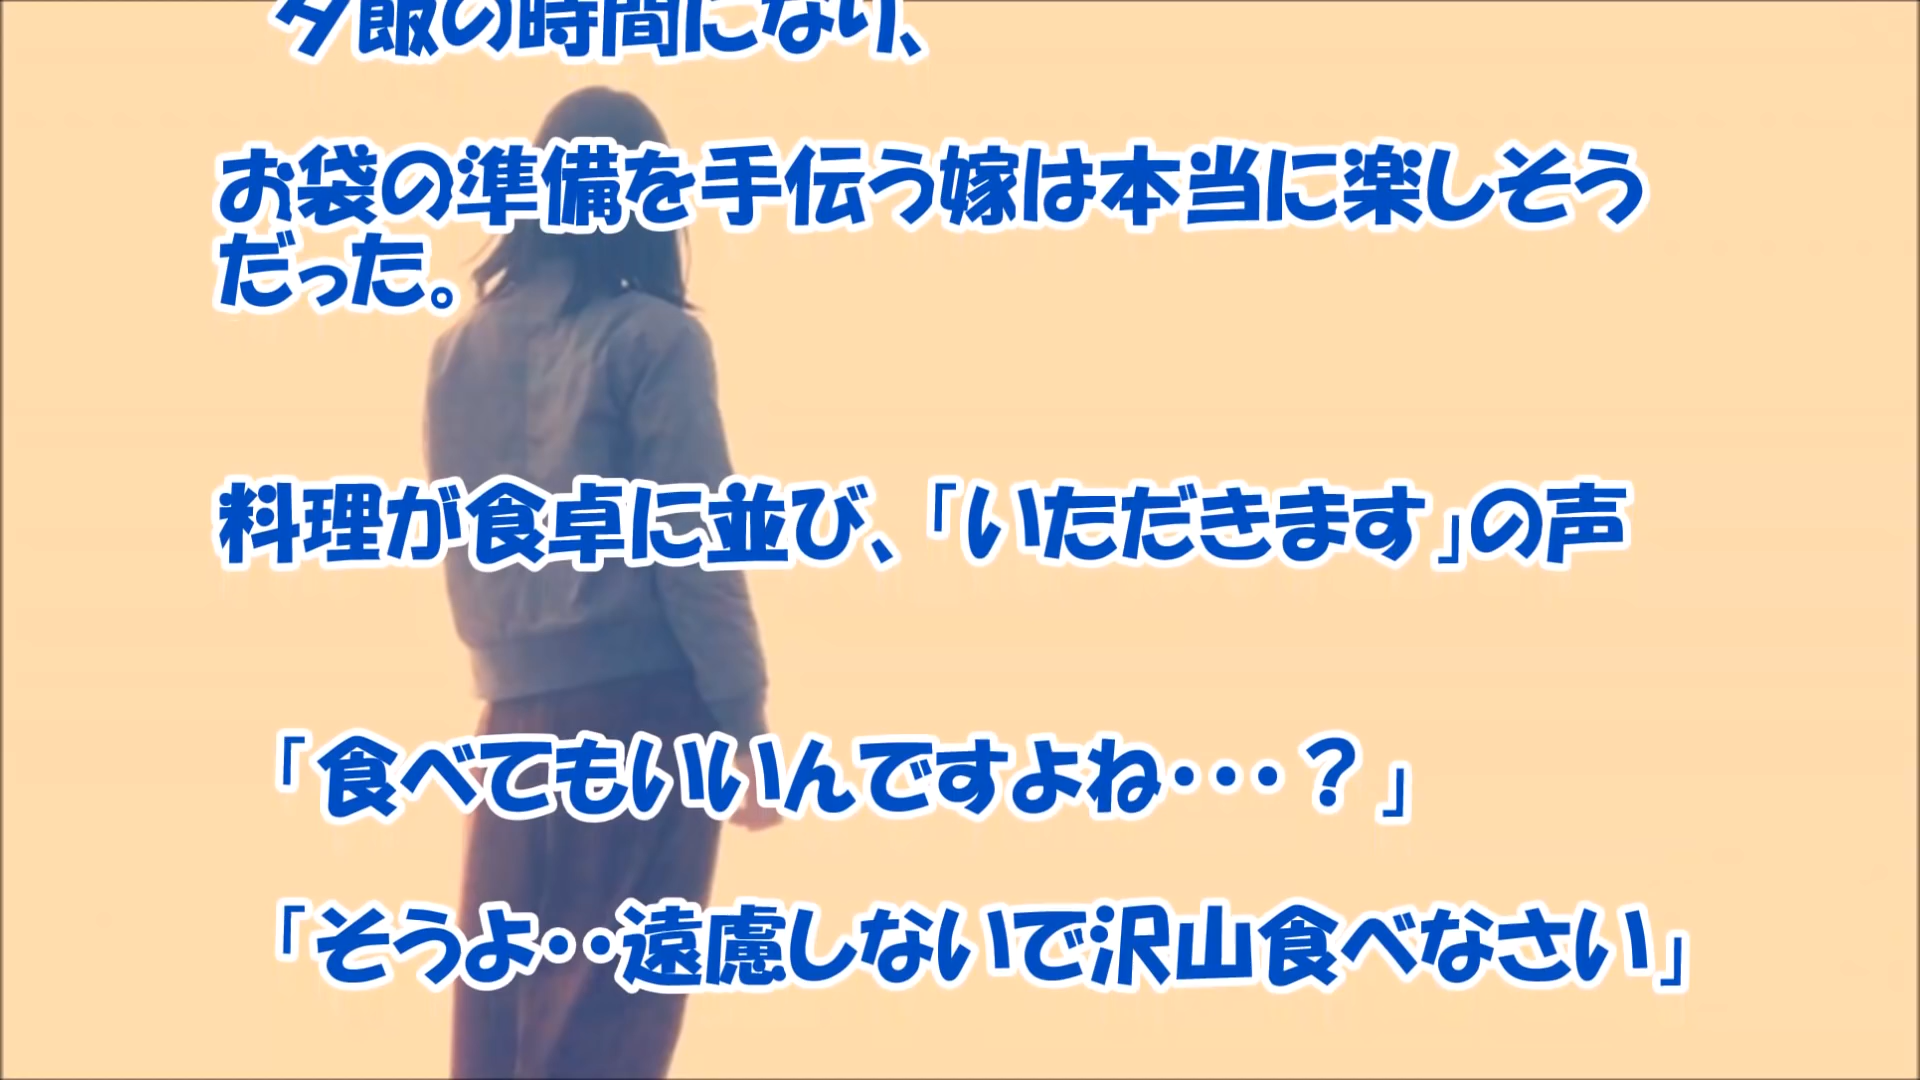 夕飯の時間になり、
お袋の準備を手伝う嫁は本当に楽しそう
だった。
料理が食卓に並び、「いただきます」の声
「食べてもいいんですよね・・・？」
「そうよ・・遠慮しないで沢山食べなさい」